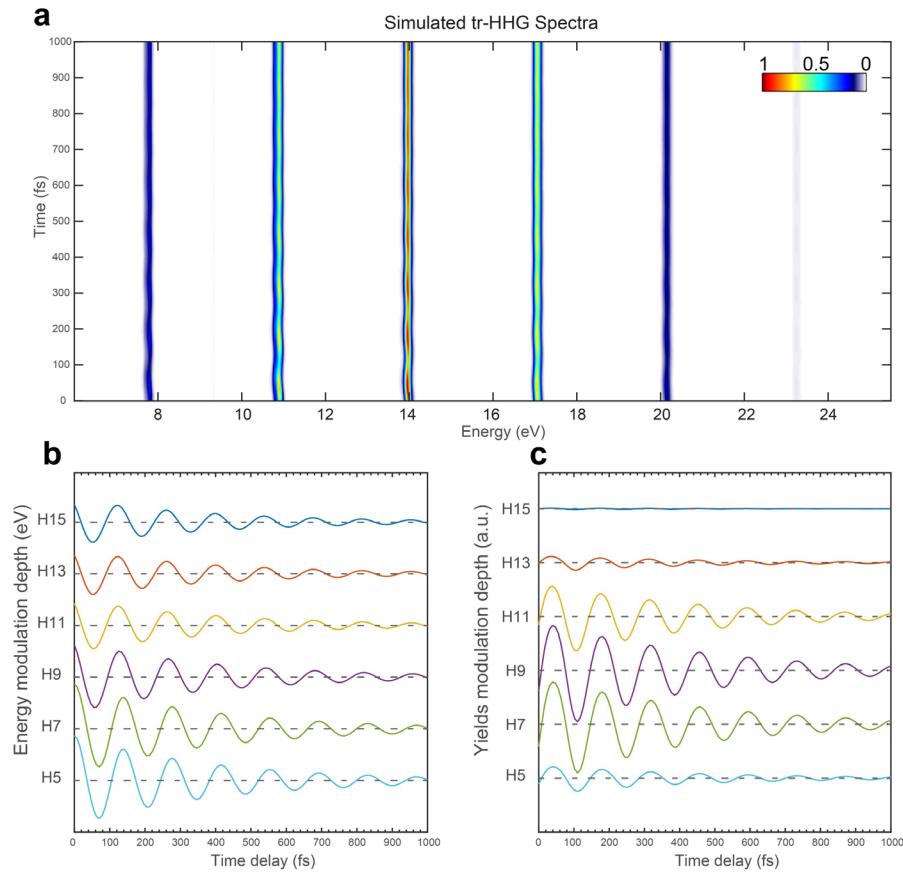 a
Simulated tr-HHG Spectra
1 0.5 0
1000
900
800
700
600
500
400
300
200
100
0
Time (fs)
8 10 12 14 16 18 20 22 24
Energy (eV)
b
H15
H13
H11
H9
H7
H5
Energy modulation depth (eV)
0 100 200 300 400 500 600 700 800 900 1000
Time delay (fs)
c
H15
H13
H11
H9
H7
H5
Yields modulation depth (a.u.)
0 100 200 300 400 500 600 700 800 900 1000
Time delay (fs)